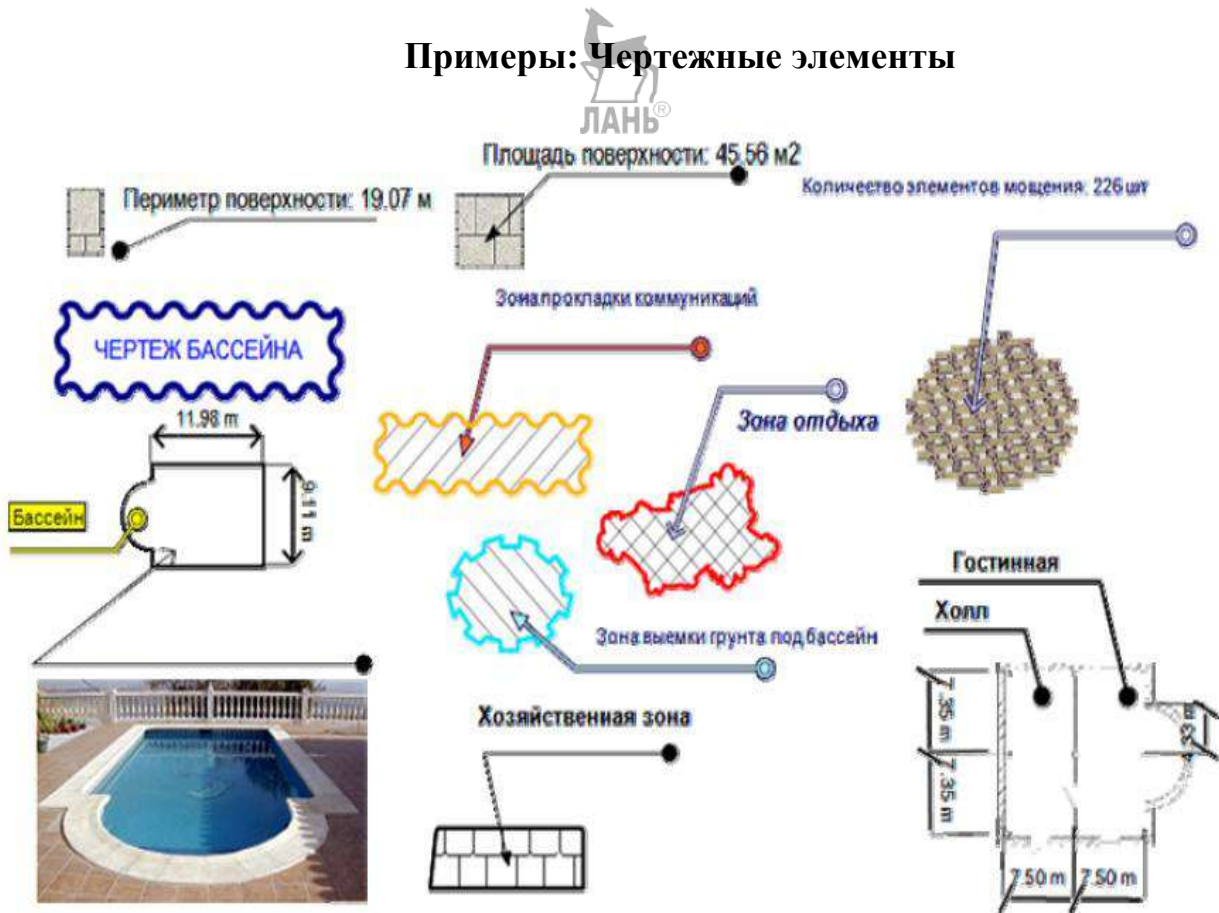 Примеры: Чертежные элементы
ЛАНЬ®
Площадь поверхности: 45.56 м2
Периметр поверхности: 19.07 м
Количество элементов мощения: 226 шт
Зона прокладки коммуникаций
ЧЕРТЕЖ БАССЕЙНА
11.98 m
Зона отдыха
9.11 m
Бассейн
Гостинная
Холл
Зона выемки грунта под бассейн
7.35 m
4.33 m
Хозяйственная зона
7.35 m
7.50 m
7.50 m